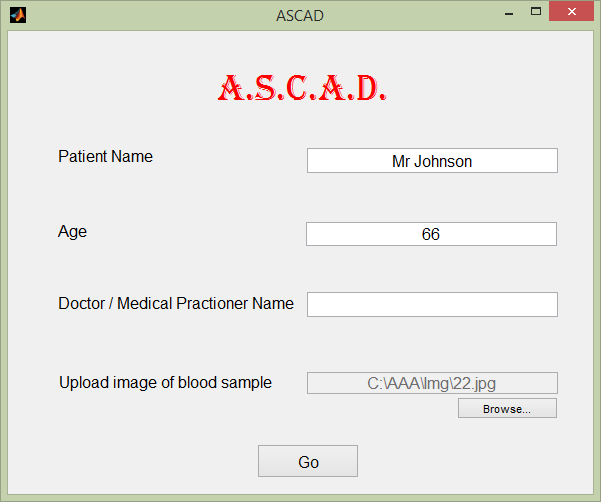 ASCAD
A.S.C.A.D.
Patient Name
Mr Johnson
Age
66
Doctor / Medical Practioner Name
Upload image of blood sample
C:\AAA\Img\22.jpg
Browse...
Go